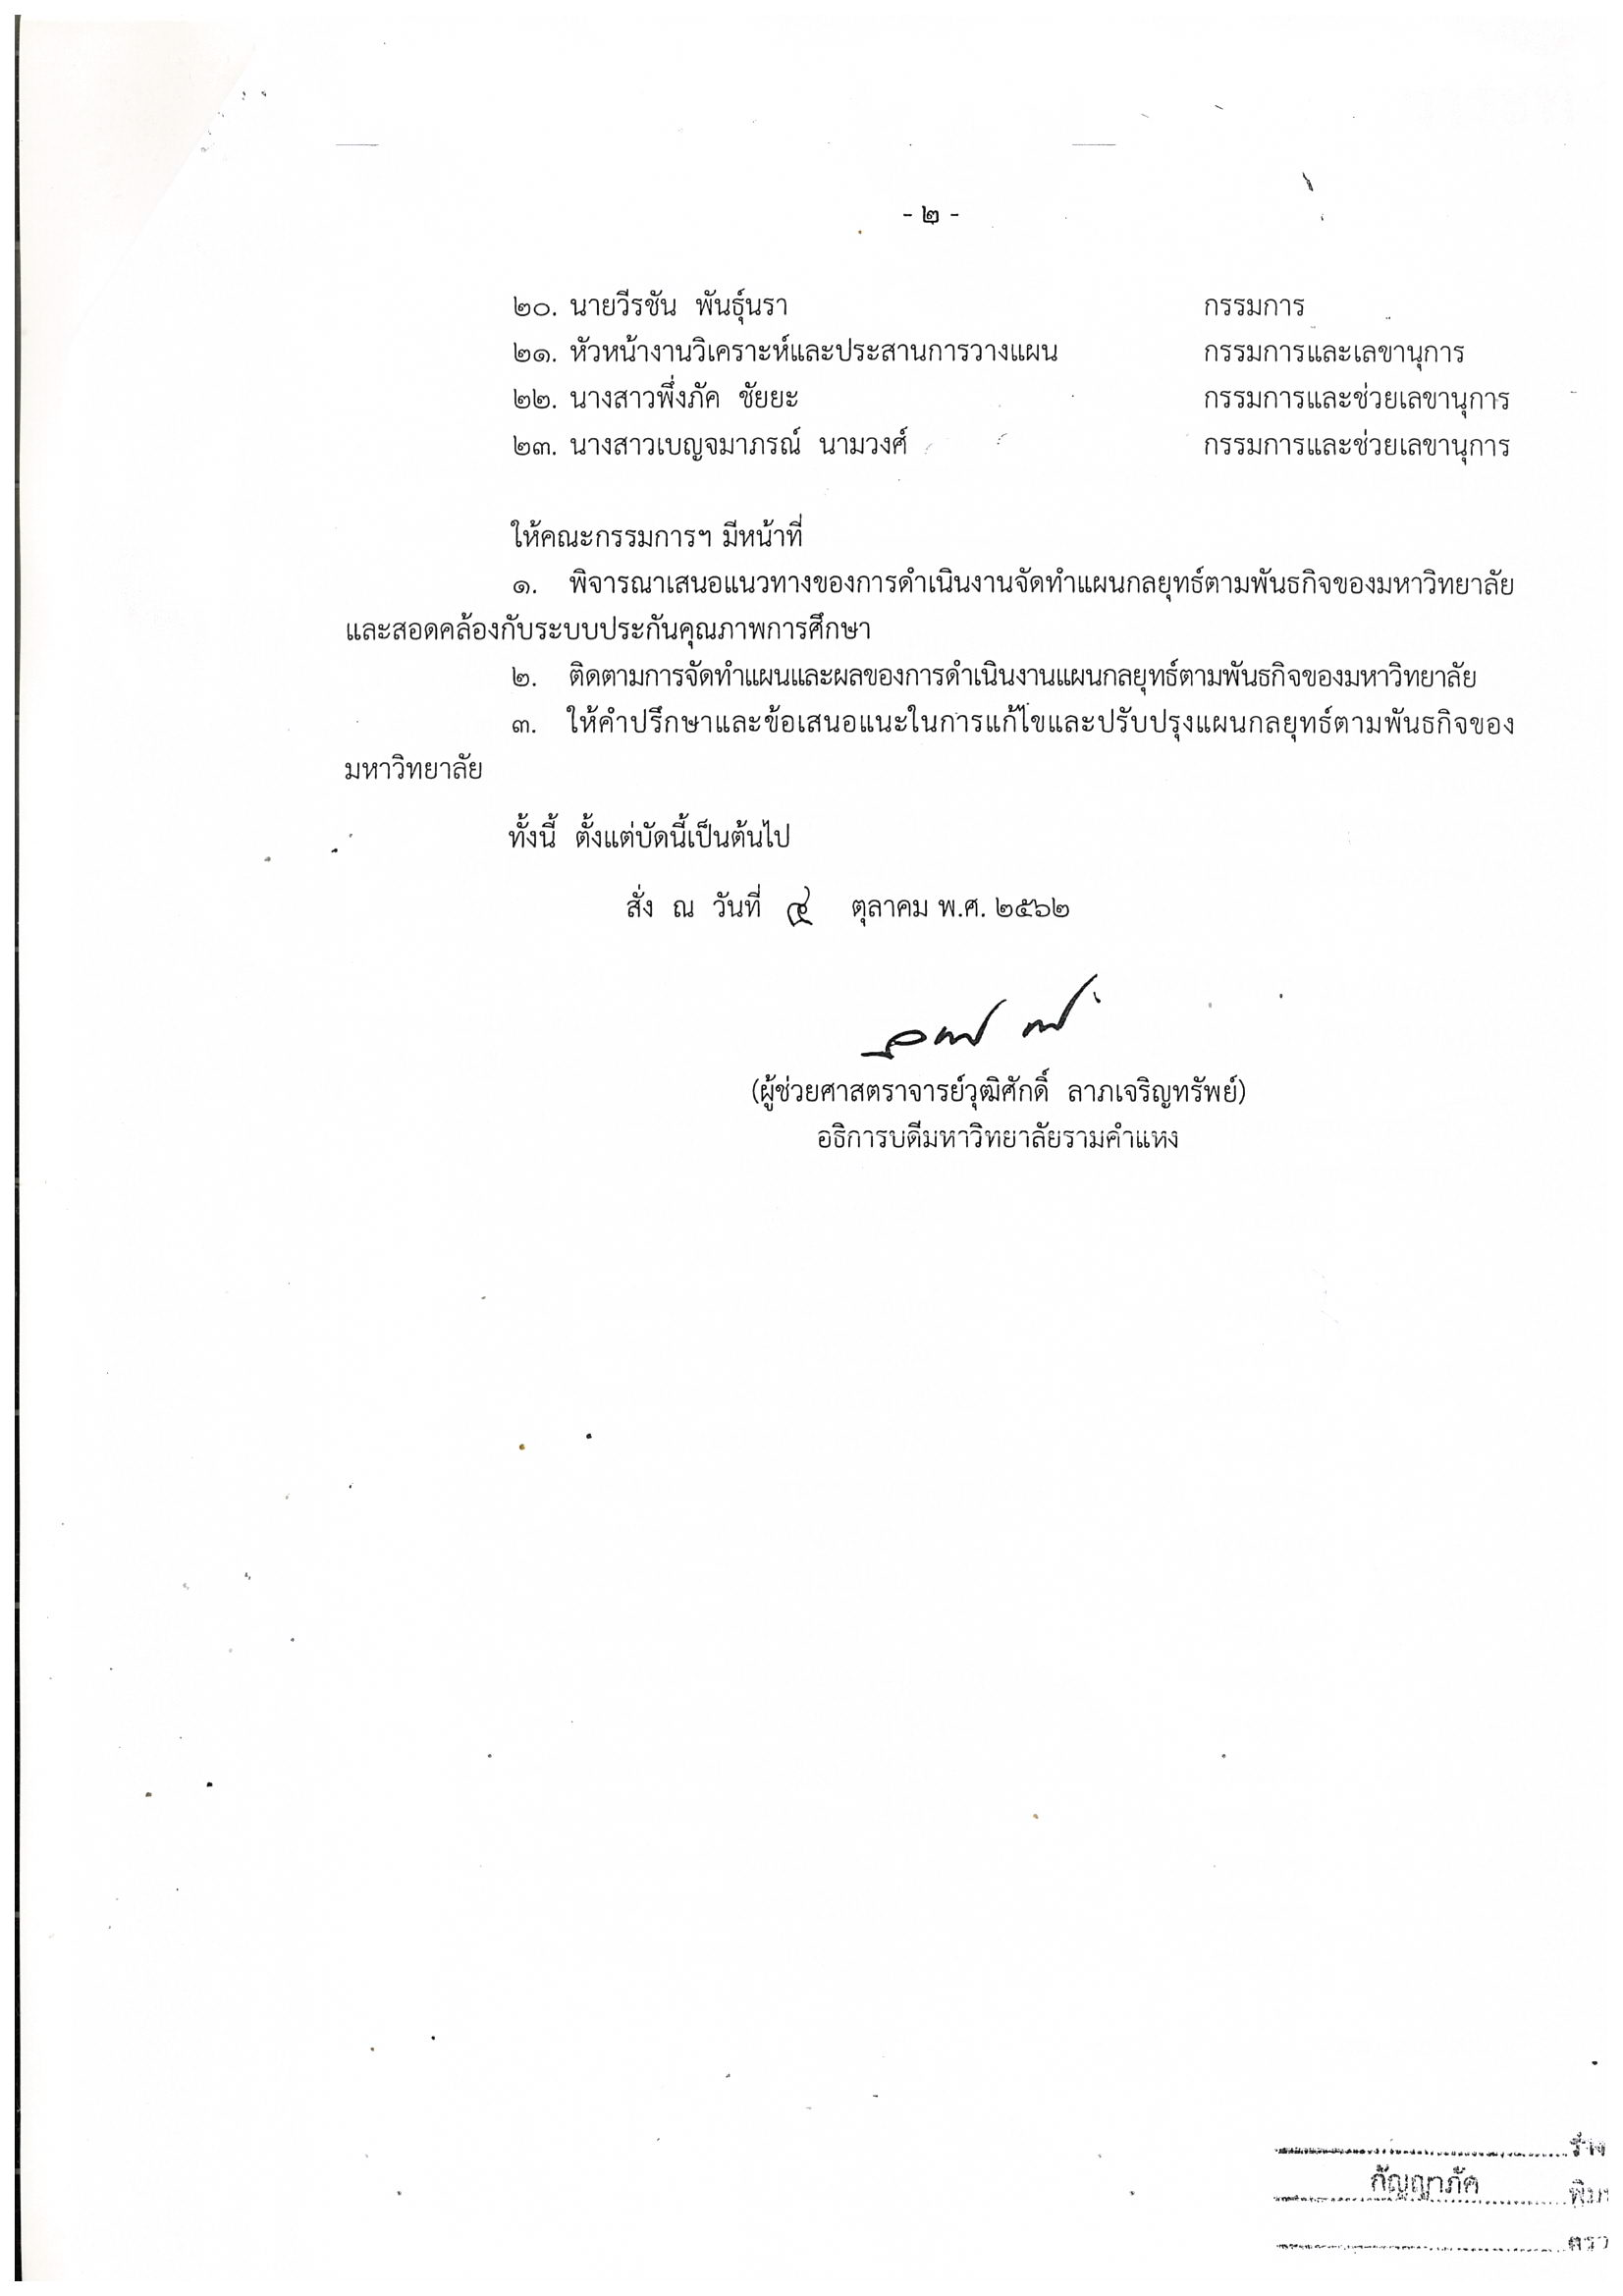 - ๒ -
๒๐. นายวีรชัน พันธุ์นรา กรรมการ
๒๑. หัวหน้างานวิเคราะห์และประสานการวางแผน กรรมการและเลขานุการ
๒๒. นางสาวพึ่งภัค ชัยยะ กรรมการและช่วยเลขานุการ
๒๓. นางสาวเบญจมาภรณ์ นามวงศ์ กรรมการและช่วยเลขานุการ
ให้คณะกรรมการฯ มีหน้าที่
๑. พิจารณาเสนอแนวทางของการดำเนินงานจัดทำแผนกลยุทธ์ตามพันธกิจของมหาวิทยาลัย
และสอดคล้องกับระบบประกันคุณภาพการศึกษา
๒. ติดตามการจัดทำแผนและผลของการดำเนินงานแผนกลยุทธ์ตามพันธกิจของมหาวิทยาลัย
๓. ให้คำปรึกษาและข้อเสนอแนะในการแก้ไขและปรับปรุงแผนกลยุทธ์ตามพันธกิจของ
มหาวิทยาลัย
ทั้งนี้ ตั้งแต่บัดนี้เป็นต้นไป
สั่ง ณ วันที่ ๔ ตุลาคม พ.ศ. ๒๕๖๒
(ผู้ช่วยศาสตราจารย์วุฒิศักดิ์ ลาภเจริญทรัพย์)
อธิการบดีมหาวิทยาลัยรามคำแหง
กัญญาภัค